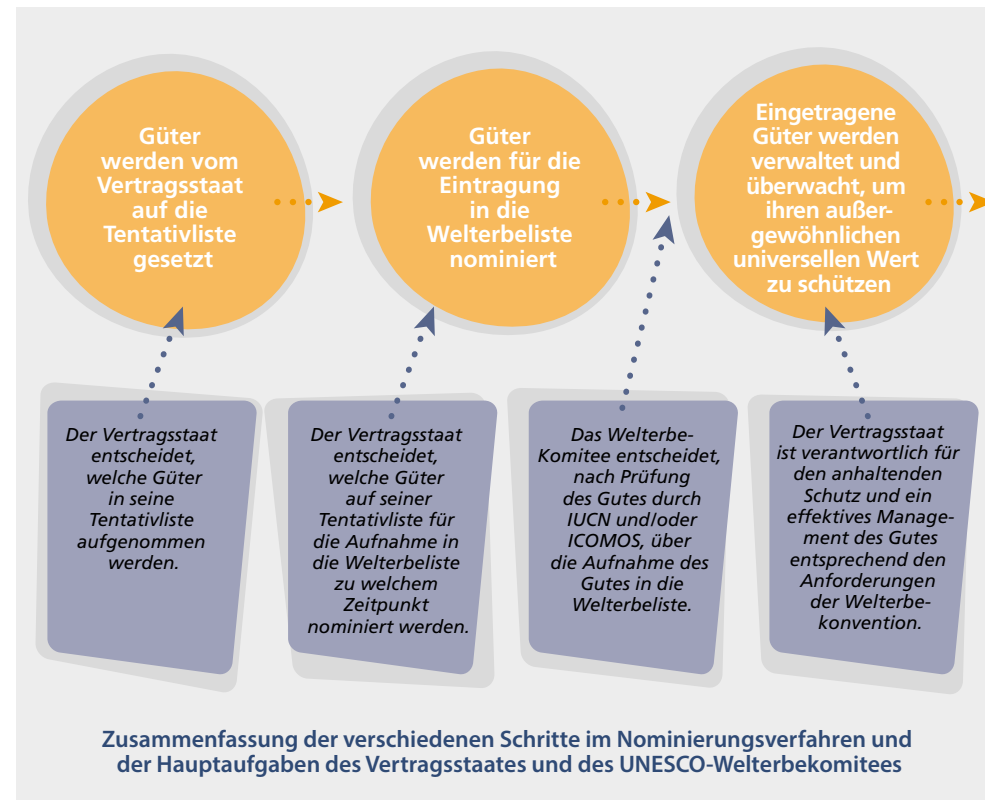 Güter
werden vom
Vertragsstaat
auf die
Tentativliste
gesetzt
Güter
werden für die
Eintragung
in die
Welterbeliste
nominiert
Eingetragene
Güter werden
verwaltet und
überwacht, um
ihren außer-
gewöhnlichen
universellen Wert
zu schützen
Der Vertragsstaat
entscheidet,
welche Güter
in seine
Tentativliste
aufgenommen
werden.
Der Vertragsstaat
entscheidet,
welche Güter
auf seiner
Tentativliste für
die Aufnahme in
die Welterbeliste
zu welchem
Zeitpunkt
nominiert werden.
Das Welterbe-
Komitee entscheidet,
nach Prüfung
des Gutes durch
IUCN und/oder
ICOMOS, über
die Aufnahme des
Gutes in die
Welterbeliste.
Der Vertragsstaat
ist verantwortlich für
den anhaltenden
Schutz und ein
effektives Manage-
ment des Gutes
entsprechend den
Anforderungen
der Welterbe-
konvention.
Zusammenfassung der verschiedenen Schritte im Nominierungsverfahren und
der Hauptaufgaben des Vertragsstaates und des UNESCO-Welterbekomitees